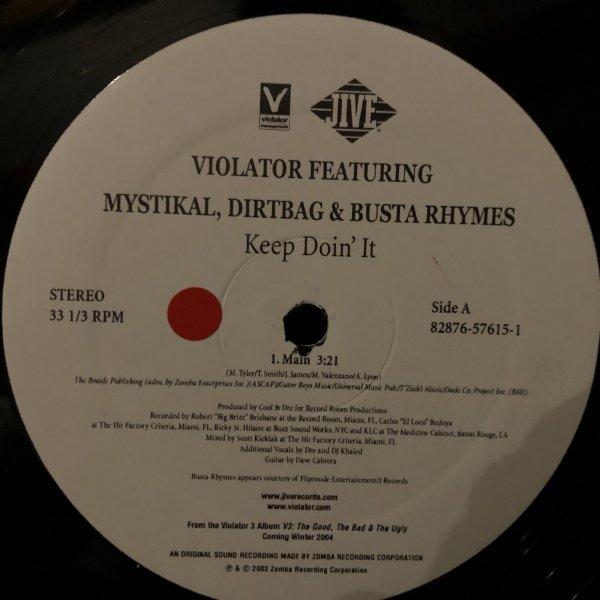 V
violator
management
JIVE
VIOLATOR FEATURING
MYSTIKAL, DIRTBAG & BUSTA RHYMES
Keep Doin' It
STEREO
33 1/3 RPM
Side A
82876-57615-1
1. Main 3:21
(M. Tyler/T. Smith/J. James/M. Valenzano/A. Lyon)
The Braids Publishing (adm. by Zomba Enterprises Inc.)(ASCAP)/Gator Boys Music/Universal Music Pub/T'Ziah's Music/Dade Co. Project Inc. (BMI)
Produced by Cool & Dre for Record Room Productions
Recorded by Robert "Big Brizz" Brisbane at the Record Room, Miami, FL, Carlos "El Loco" Bedoya
at The Hit Factory Criteria, Miami, FL, Ricky St. Hilaire at Buzz Sound Works, NYC and KLC at The Medicine Cabinet, Baton Rouge, LA
Mixed by Scott Kieklak at The Hit Factory Criteria, Miami, FL
Additional Vocals by Dre and DJ Khaled
Guitar by Dave Cabrera
Busta Rhymes appears courtesy of Flipmode Entertainment/J Records
www.jiverecords.com
www.violator.com
From the Violator 3 Album V3: The Good, The Bad & The Ugly
Coming Winter 2004
AN ORIGINAL SOUND RECORDING MADE BY ZOMBA RECORDING CORPORATION
℗ & © 2003 Zomba Recording Corporation